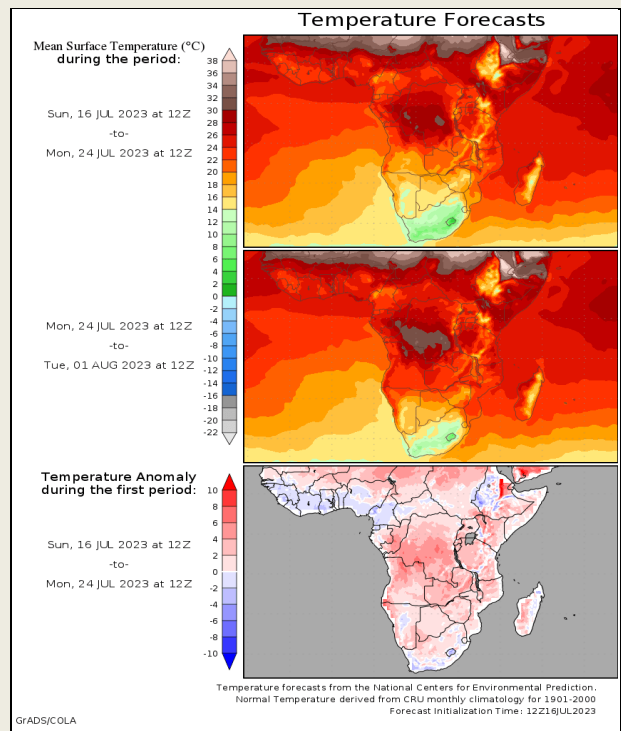 Temperature Forecasts
Mean Surface Temperature (°C)
during the period:
Sun, 16 JUL 2023 at 12Z
-to-
Mon, 24 JUL 2023 at 12Z
38
36
34
32
30
28
26
24
22
20
18
16
14
12
10
8
6
4
2
0
-2
-4
-6
-8
-10
-12
-14
-16
-17
-18
-20
-22
Mon, 24 JUL 2023 at 12Z
-to-
Tue, 01 AUG 2023 at 12Z
Temperature Anomaly
during the first period:
Sun, 16 JUL 2023 at 12Z
-to-
Mon, 24 JUL 2023 at 12Z
10
8
6
4
2
0
-2
-4
-6
-8
-10
Temperature forecasts from the National Centers for Environmental Prediction.
Normal Temperature derived from CRU monthly climatology for 1901-2000
Forecast Initialization Time: 12Z16JUL2023
GrADS/COLA